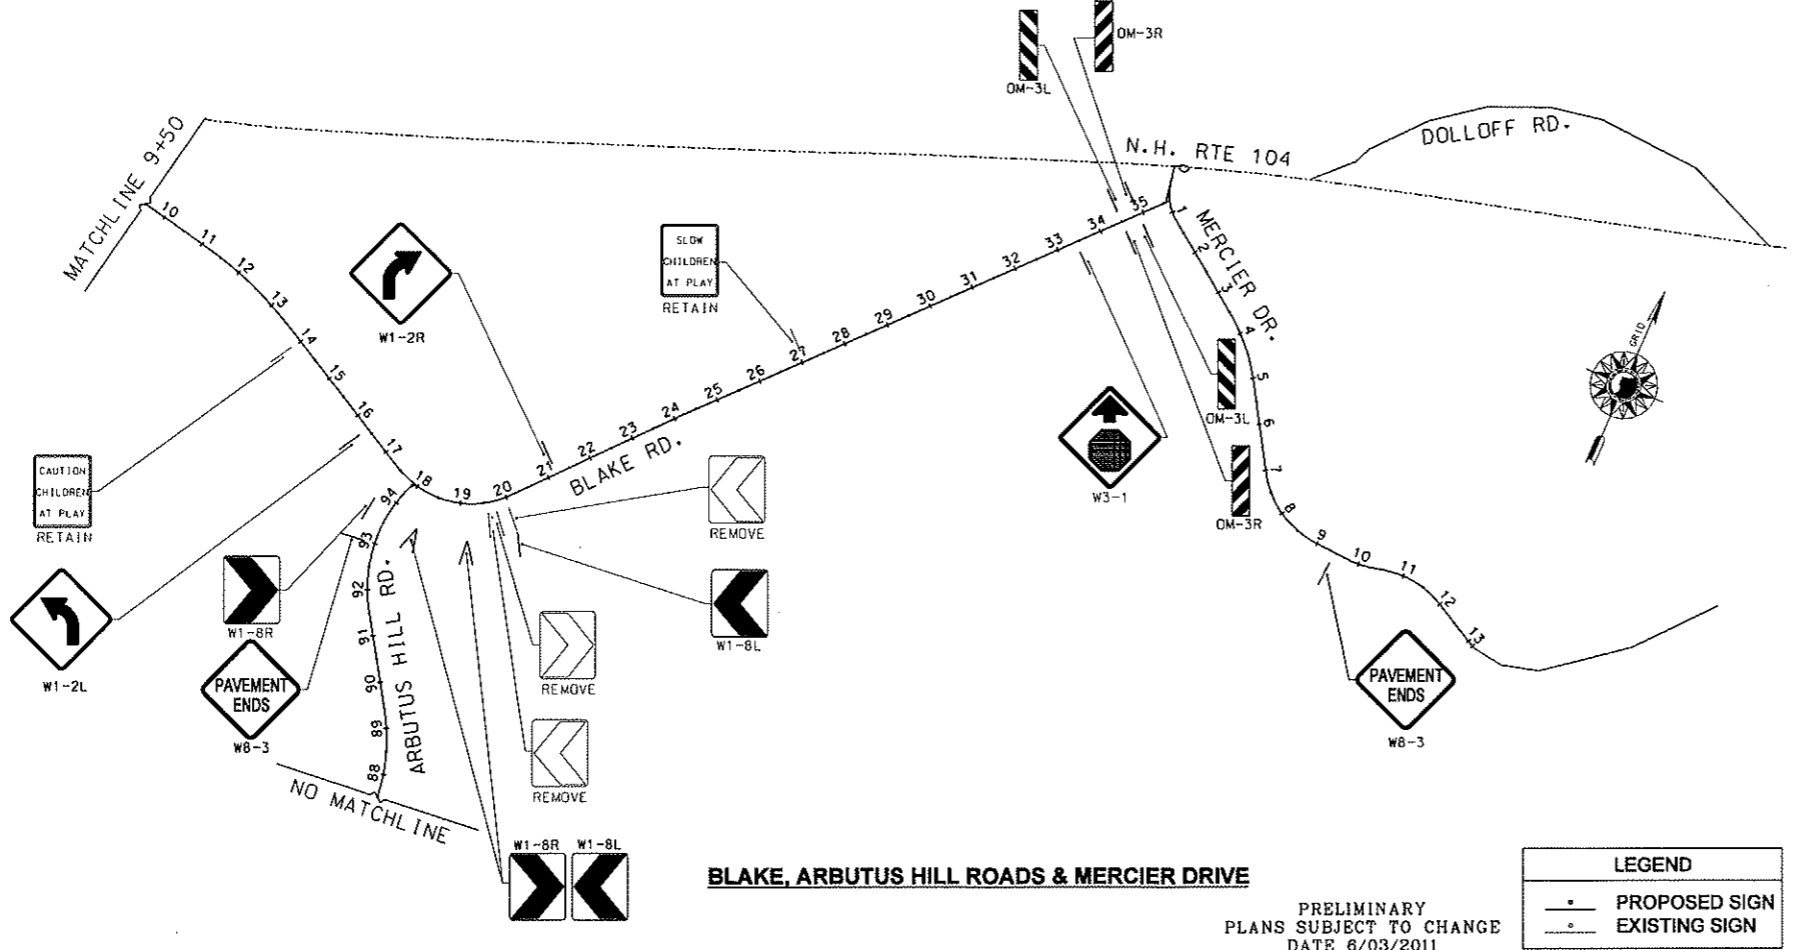 OM-3L
OM-3R
MATCHLINE 9+50
N.H. RTE 104
DOLLOFF RD.
10
11
12
13
14
15
16
17
18
19
20
21
22
23
24
25
26
27
28
29
30
31
32
33
34
35
W1-2R
SLOW
CHILDREN
AT PLAY
RETAIN
MERCIER DR.
1
2
3
4
5
6
7
8
9
10
11
12
13
GRID
BLAKE RD.
CAUTION
CHILDREN
AT PLAY
RETAIN
W1-2L
W1-8R
PAVEMENT
ENDS
W8-3
94
93
92
91
90
89
88
ARBUTUS HILL RD.
NO MATCHLINE
REMOVE
W1-8L
REMOVE
REMOVE
W1-8R
W1-8L
W3-1
OM-3L
OM-3R
PAVEMENT
ENDS
W8-3
BLAKE, ARBUTUS HILL ROADS & MERCIER DRIVE
PRELIMINARY
PLANS SUBJECT TO CHANGE
DATE 6/03/2011
LEGEND
PROPOSED SIGN
EXISTING SIGN